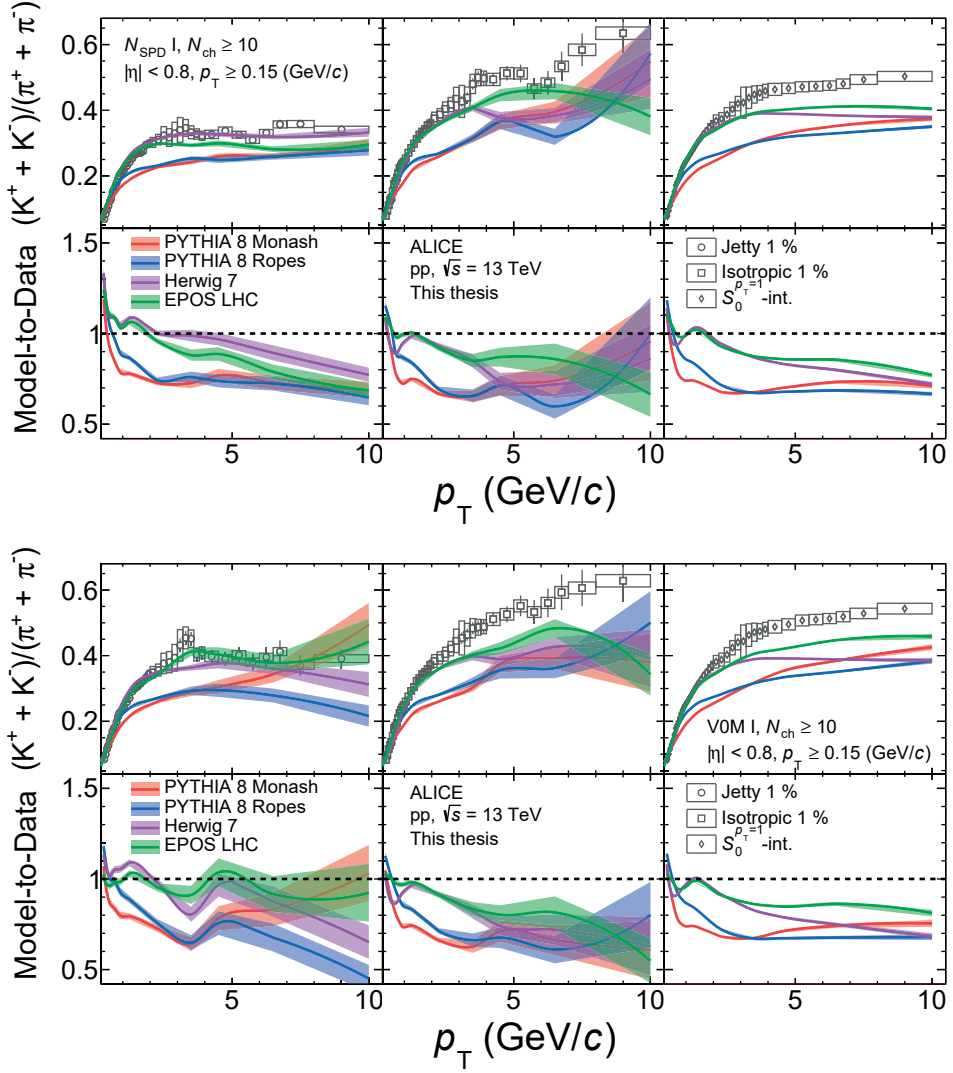 (K⁺ + K⁻)/(π⁺ + π⁻)
0.6
0.4
0.2
N_SPD I, N_ch ≥ 10
|η| < 0.8, p_T ≥ 0.15 (GeV/c)
Model-to-Data
1.5
1
0.5
PYTHIA 8 Monash
PYTHIA 8 Ropes
Herwig 7
EPOS LHC
ALICE
pp, √s = 13 TeV
This thesis
Jetty 1 %
Isotropic 1 %
S₀^{p_T=1} -int.
5 10 5 10 5 10
p_T (GeV/c)
(K⁺ + K⁻)/(π⁺ + π⁻)
0.6
0.4
0.2
V0M I, N_ch ≥ 10
|η| < 0.8, p_T ≥ 0.15 (GeV/c)
Model-to-Data
1.5
1
0.5
PYTHIA 8 Monash
PYTHIA 8 Ropes
Herwig 7
EPOS LHC
ALICE
pp, √s = 13 TeV
This thesis
Jetty 1 %
Isotropic 1 %
S₀^{p_T=1} -int.
5 10 5 10 5 10
p_T (GeV/c)